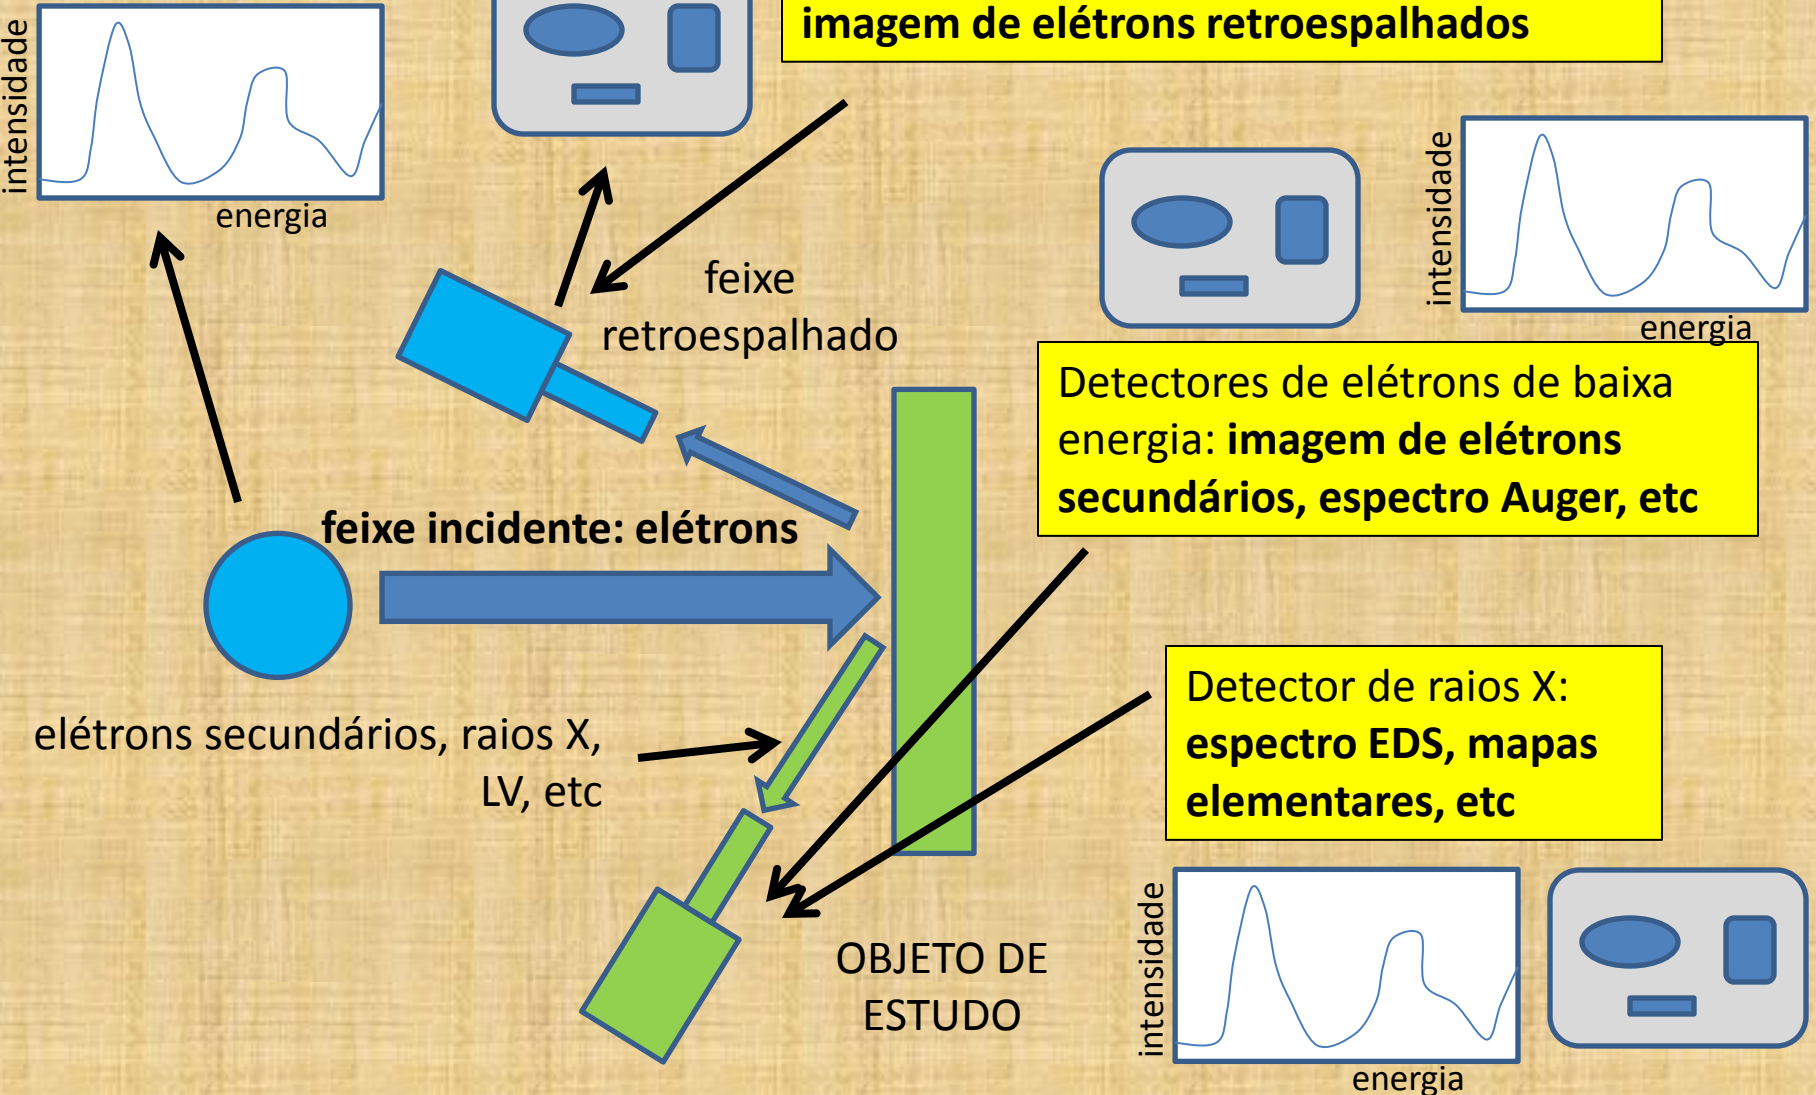 imagem de elétrons retroespalhados
intensidade
energia
feixe
retroespalhado
intensidade
energia
Detectores de elétrons de baixa
energia: imagem de elétrons
secundários, espectro Auger, etc
feixe incidente: elétrons
elétrons secundários, raios X,
LV, etc
Detector de raios X:
espectro EDS, mapas
elementares, etc
OBJETO DE
ESTUDO
intensidade
energia